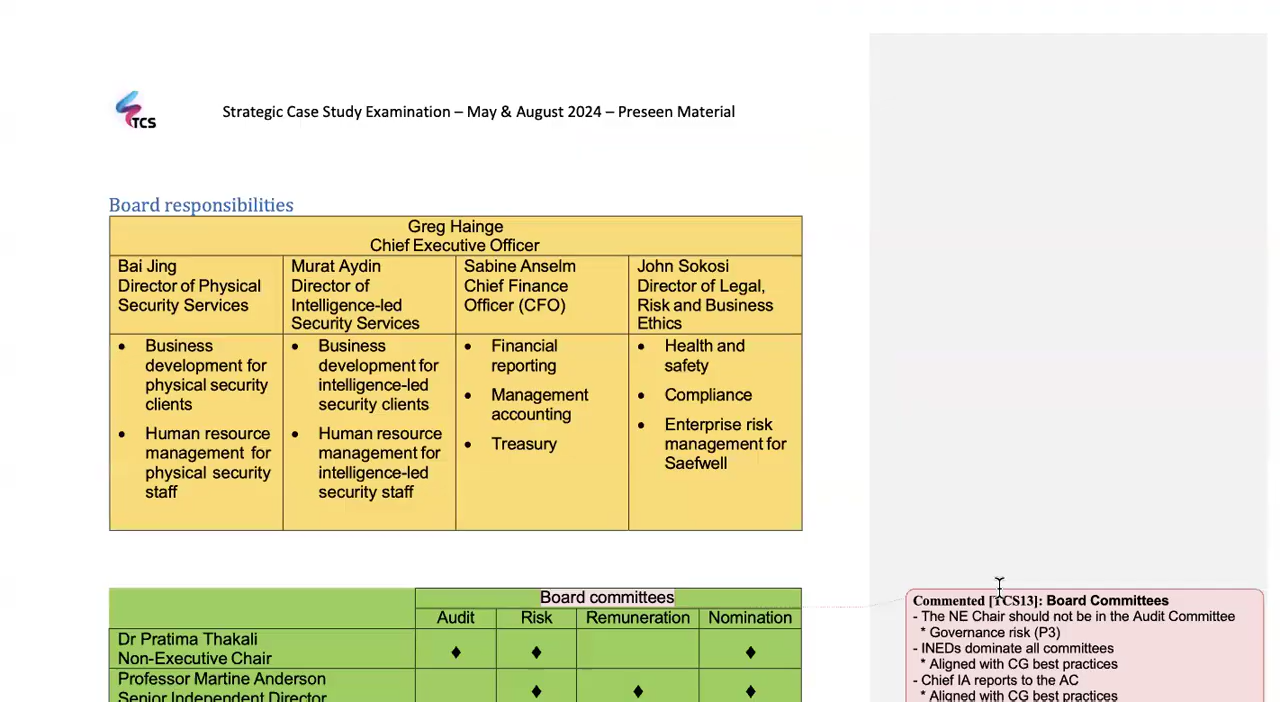 TCS
Strategic Case Study Examination – May & August 2024 – Preseen Material
Board responsibilities
Greg Hainge
Chief Executive Officer
Bai Jing
Director of Physical
Security Services
Murat Aydin
Director of
Intelligence-led
Security Services
Sabine Anselm
Chief Finance
Officer (CFO)
John Sokosi
Director of Legal,
Risk and Business
Ethics
• Business
development for
physical security
clients
• Human resource
management for
physical security
staff
• Business
development for
intelligence-led
security clients
• Human resource
management for
intelligence-led
security staff
• Financial
reporting
• Management
accounting
• Treasury
• Health and
safety
• Compliance
• Enterprise risk
management for
Saefwell
Board committees
Audit Risk Remuneration Nomination
Dr Pratima Thakali
Non-Executive Chair
♦ ♦ ♦
Professor Martine Anderson
Senior Independent Director
♦ ♦ ♦
Commented [TCS13]: Board Committees
- The NE Chair should not be in the Audit Committee
* Governance risk (P3)
- INEDs dominate all committees
* Aligned with CG best practices
- Chief IA reports to the AC
* Aligned with CG best practices